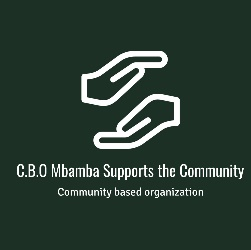 C.B.O Mbamba Supports the Community
Community based organization